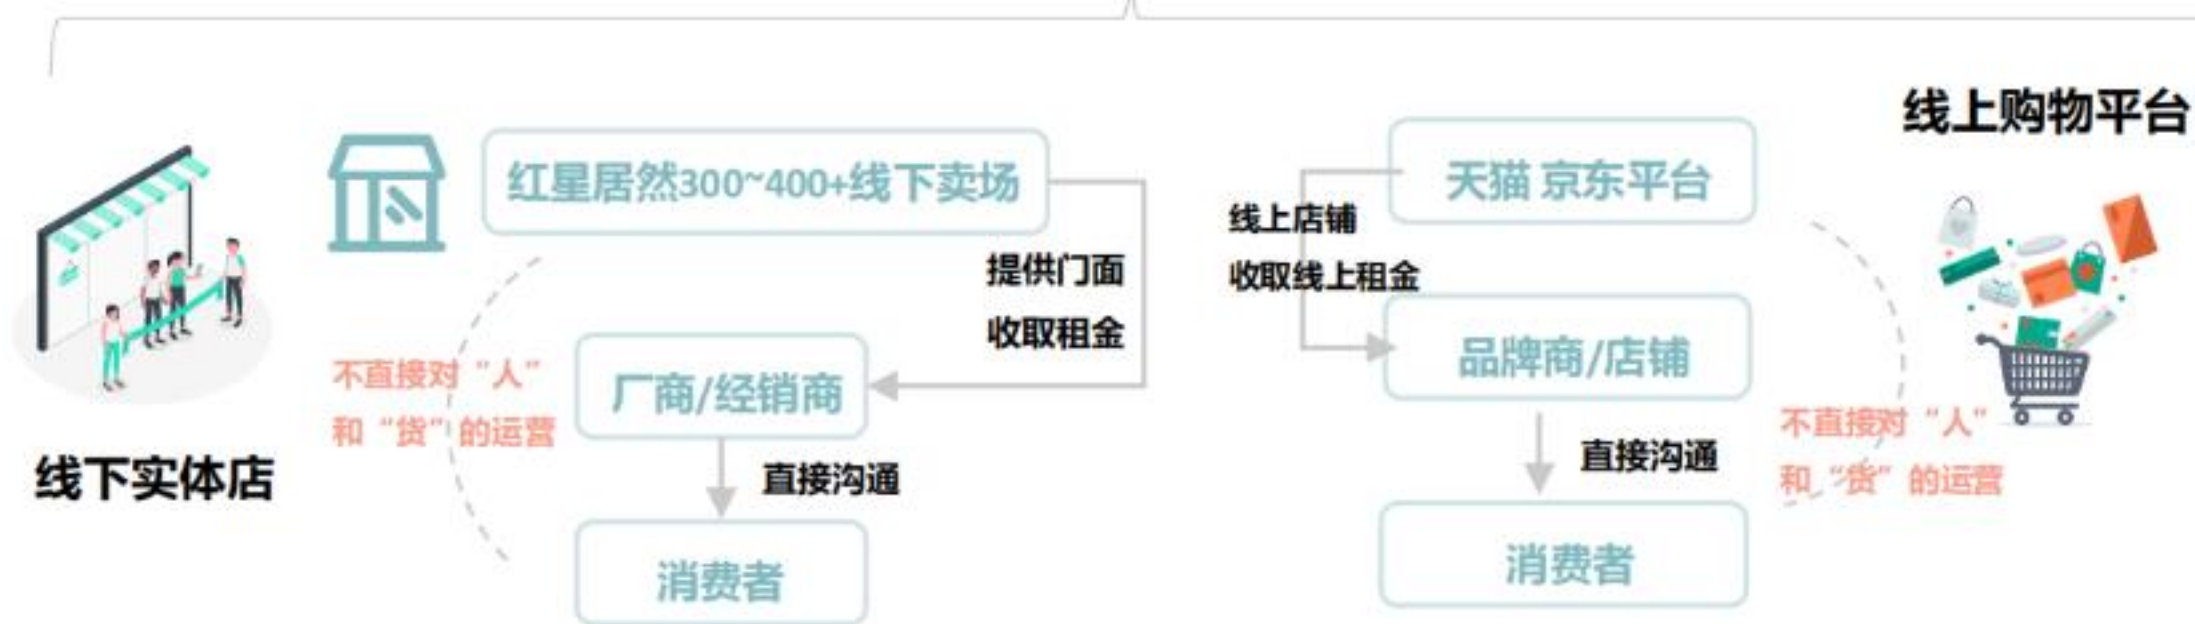 线下实体店
红星居然300~400+线下卖场
提供门面
收取租金
不直接对“人”
和“货”的运营
厂商/经销商
直接沟通
消费者
线上购物平台
天猫 京东平台
线上店铺
收取线上租金
品牌商/店铺
直接沟通
不直接对“人”
和“货”的运营
消费者